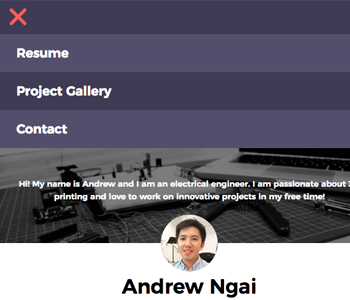 Resume
Project Gallery
Contact
Hi! My name is Andrew and I am an electrical engineer. I am passionate about
printing and love to work on innovative projects in my free time!
Andrew Ngai